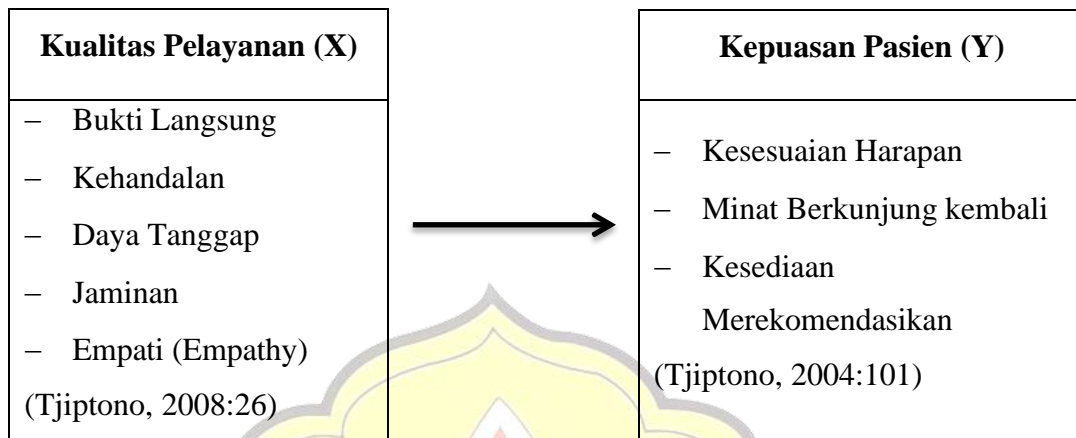 Kualitas Pelayanan (X)
– Bukti Langsung
– Kehandalan
– Daya Tanggap
– Jaminan
– Empati (Empathy)
(Tjiptono, 2008:26)
Kepuasan Pasien (Y)
– Kesesuaian Harapan
– Minat Berkunjung kembali
– Kesediaan
Merekomendasikan
(Tjiptono, 2004:101)